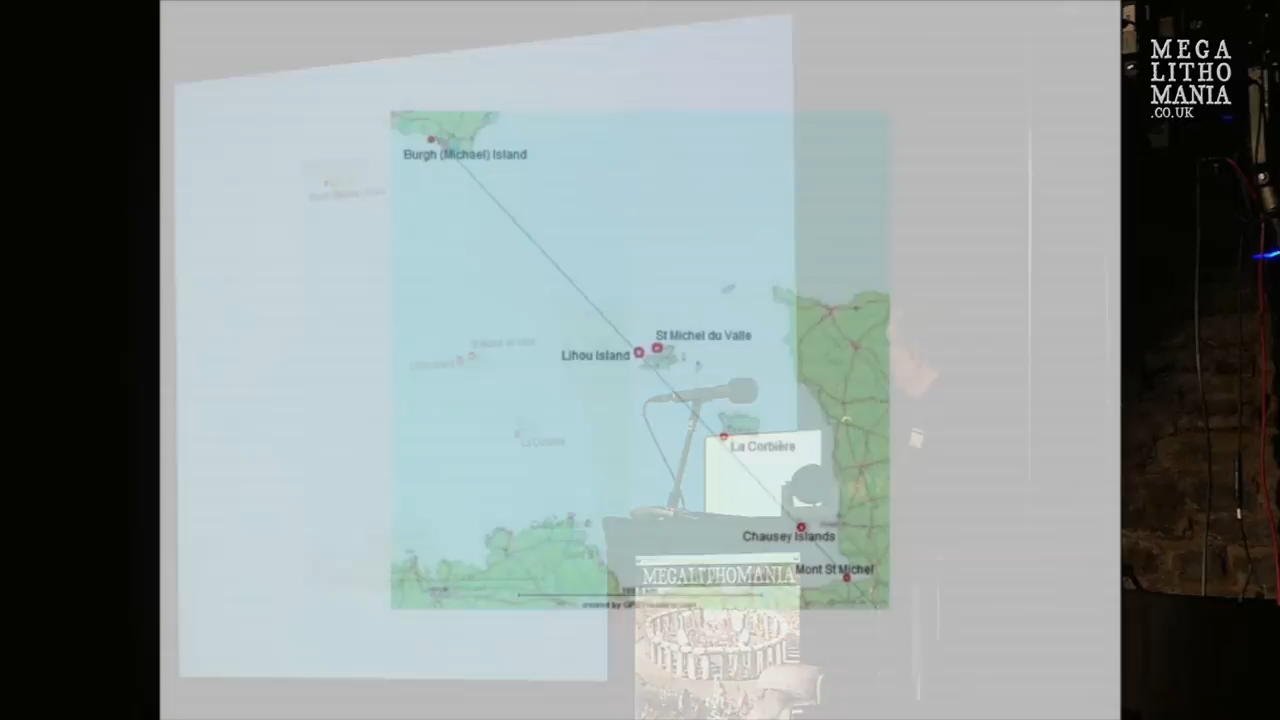 MEGA
LITHO
MANIA
.CO.UK
Burgh (Michael) Island
St Michel du Valle
Lihou Island
La Corbière
Chausey Islands
Mont St Michel
MEGALITHOMANIA